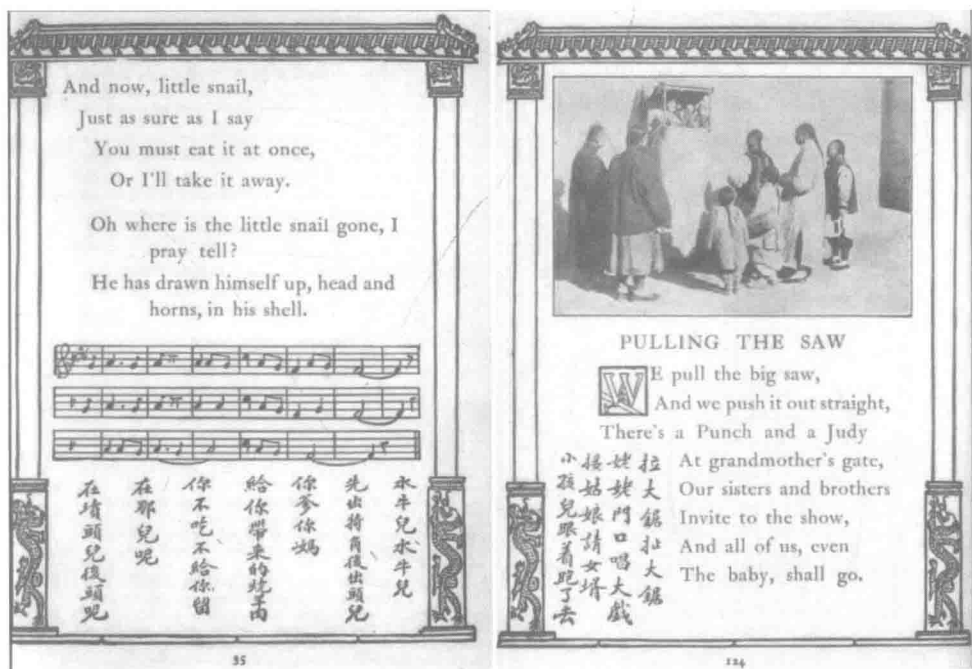 And now, little snail,
Just as sure as I say
You must eat it at once,
Or I'll take it away.
Oh where is the little snail gone, I
pray tell?
He has drawn himself up, head and
horns, in his shell.
水牛兒水牛兒
先出犄角後出頭兒
你爹你媽
給你帶來的燒羊肉
你不吃不給你留
在那兒呢
在墳頭兒後頭呢
35
PULLING THE SAW
WE pull the big saw,
And we push it out straight,
There's a Punch and a Judy
At grandmother's gate,
Our sisters and brothers
Invite to the show,
And all of us, even
The baby, shall go.
拉大鋸扯大鋸
姥姥門口唱大戲
接姑娘請女壻
小孩兒跟着跑了去
124